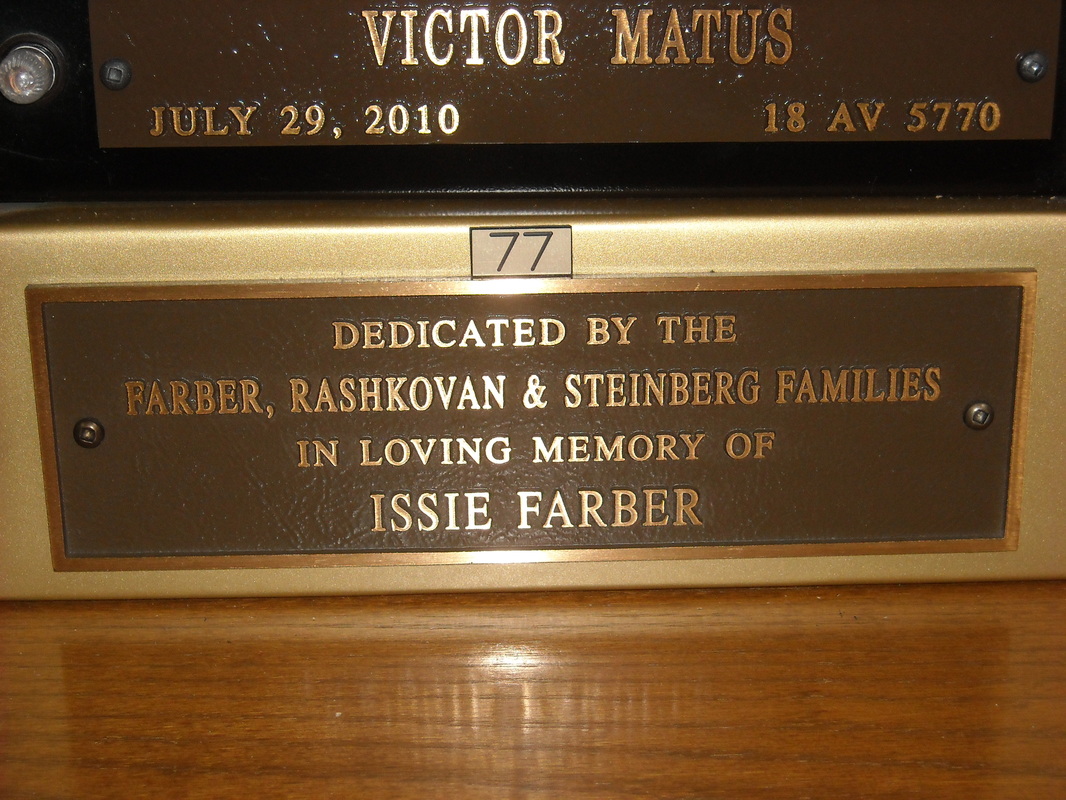 VICTOR MATUS
JULY 29, 2010 18 AV 5770
77
DEDICATED BY THE
FARBER, RASHKOVAN & STEINBERG FAMILIES
IN LOVING MEMORY OF
ISSIE FARBER